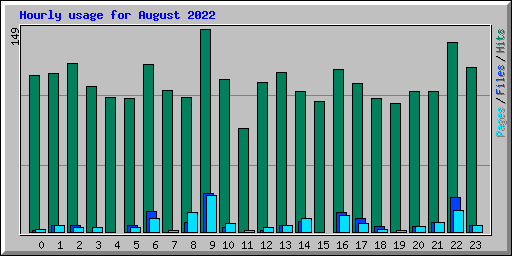 Hourly usage for August 2022
149
Pages/Files/Hits
0 1 2 3 4 5 6 7 8 9 10 11 12 13 14 15 16 17 18 19 20 21 22 23